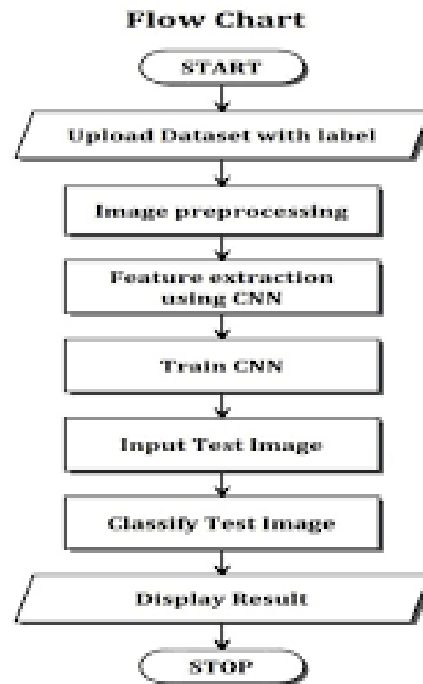 Flow Chart
START
Upload Dataset with label
Image preprocessing
Feature extraction
using CNN
Train CNN
Input Test Image
Classify Test Image
Display Result
STOP